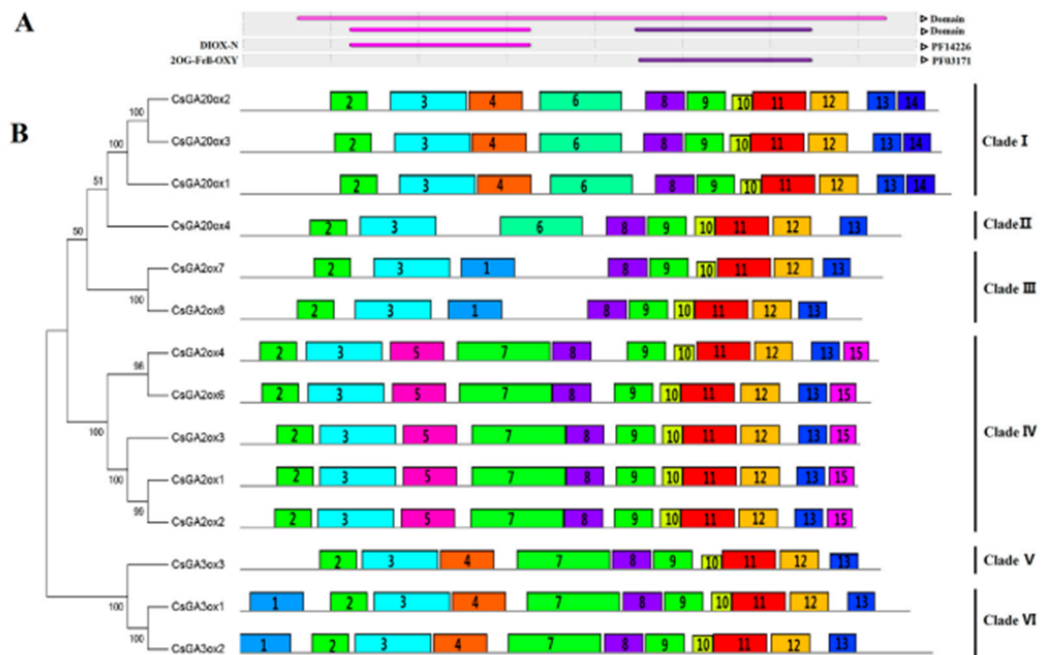 A
Domain
Domain
DIOX-N PF14226
2OG-FeII-OXY PF03171
B
CsGA20ox2 2 3 4 6 8 9 10 11 12 13 14
100
CsGA20ox3 2 3 4 6 8 9 10 11 12 13 14
Clade I
100
CsGA20ox1 2 3 4 6 8 9 10 11 12 13 14
51
CsGA20ox4 2 3 6 8 9 10 11 12 13
Clade II
50
CsGA2ox7 2 3 1 8 9 10 11 12 13
Clade III
100
CsGA2ox8 2 3 1 8 9 10 11 12 13
CsGA2ox4 2 3 5 7 8 9 10 11 12 13 15
98
CsGA2ox6 2 3 5 7 8 9 10 11 12 13 15
100
CsGA2ox3 2 3 5 7 8 9 10 11 12 13 15
Clade IV
100
CsGA2ox1 2 3 5 7 8 9 10 11 12 13 15
99
CsGA2ox2 2 3 5 7 8 9 10 11 12 13 15
CsGA3ox3 2 3 4 7 8 9 10 11 12 13
Clade V
100
CsGA3ox1 1 2 3 4 7 8 9 10 11 12 13
Clade VI
100
CsGA3ox2 1 2 3 4 7 8 9 10 11 12 13